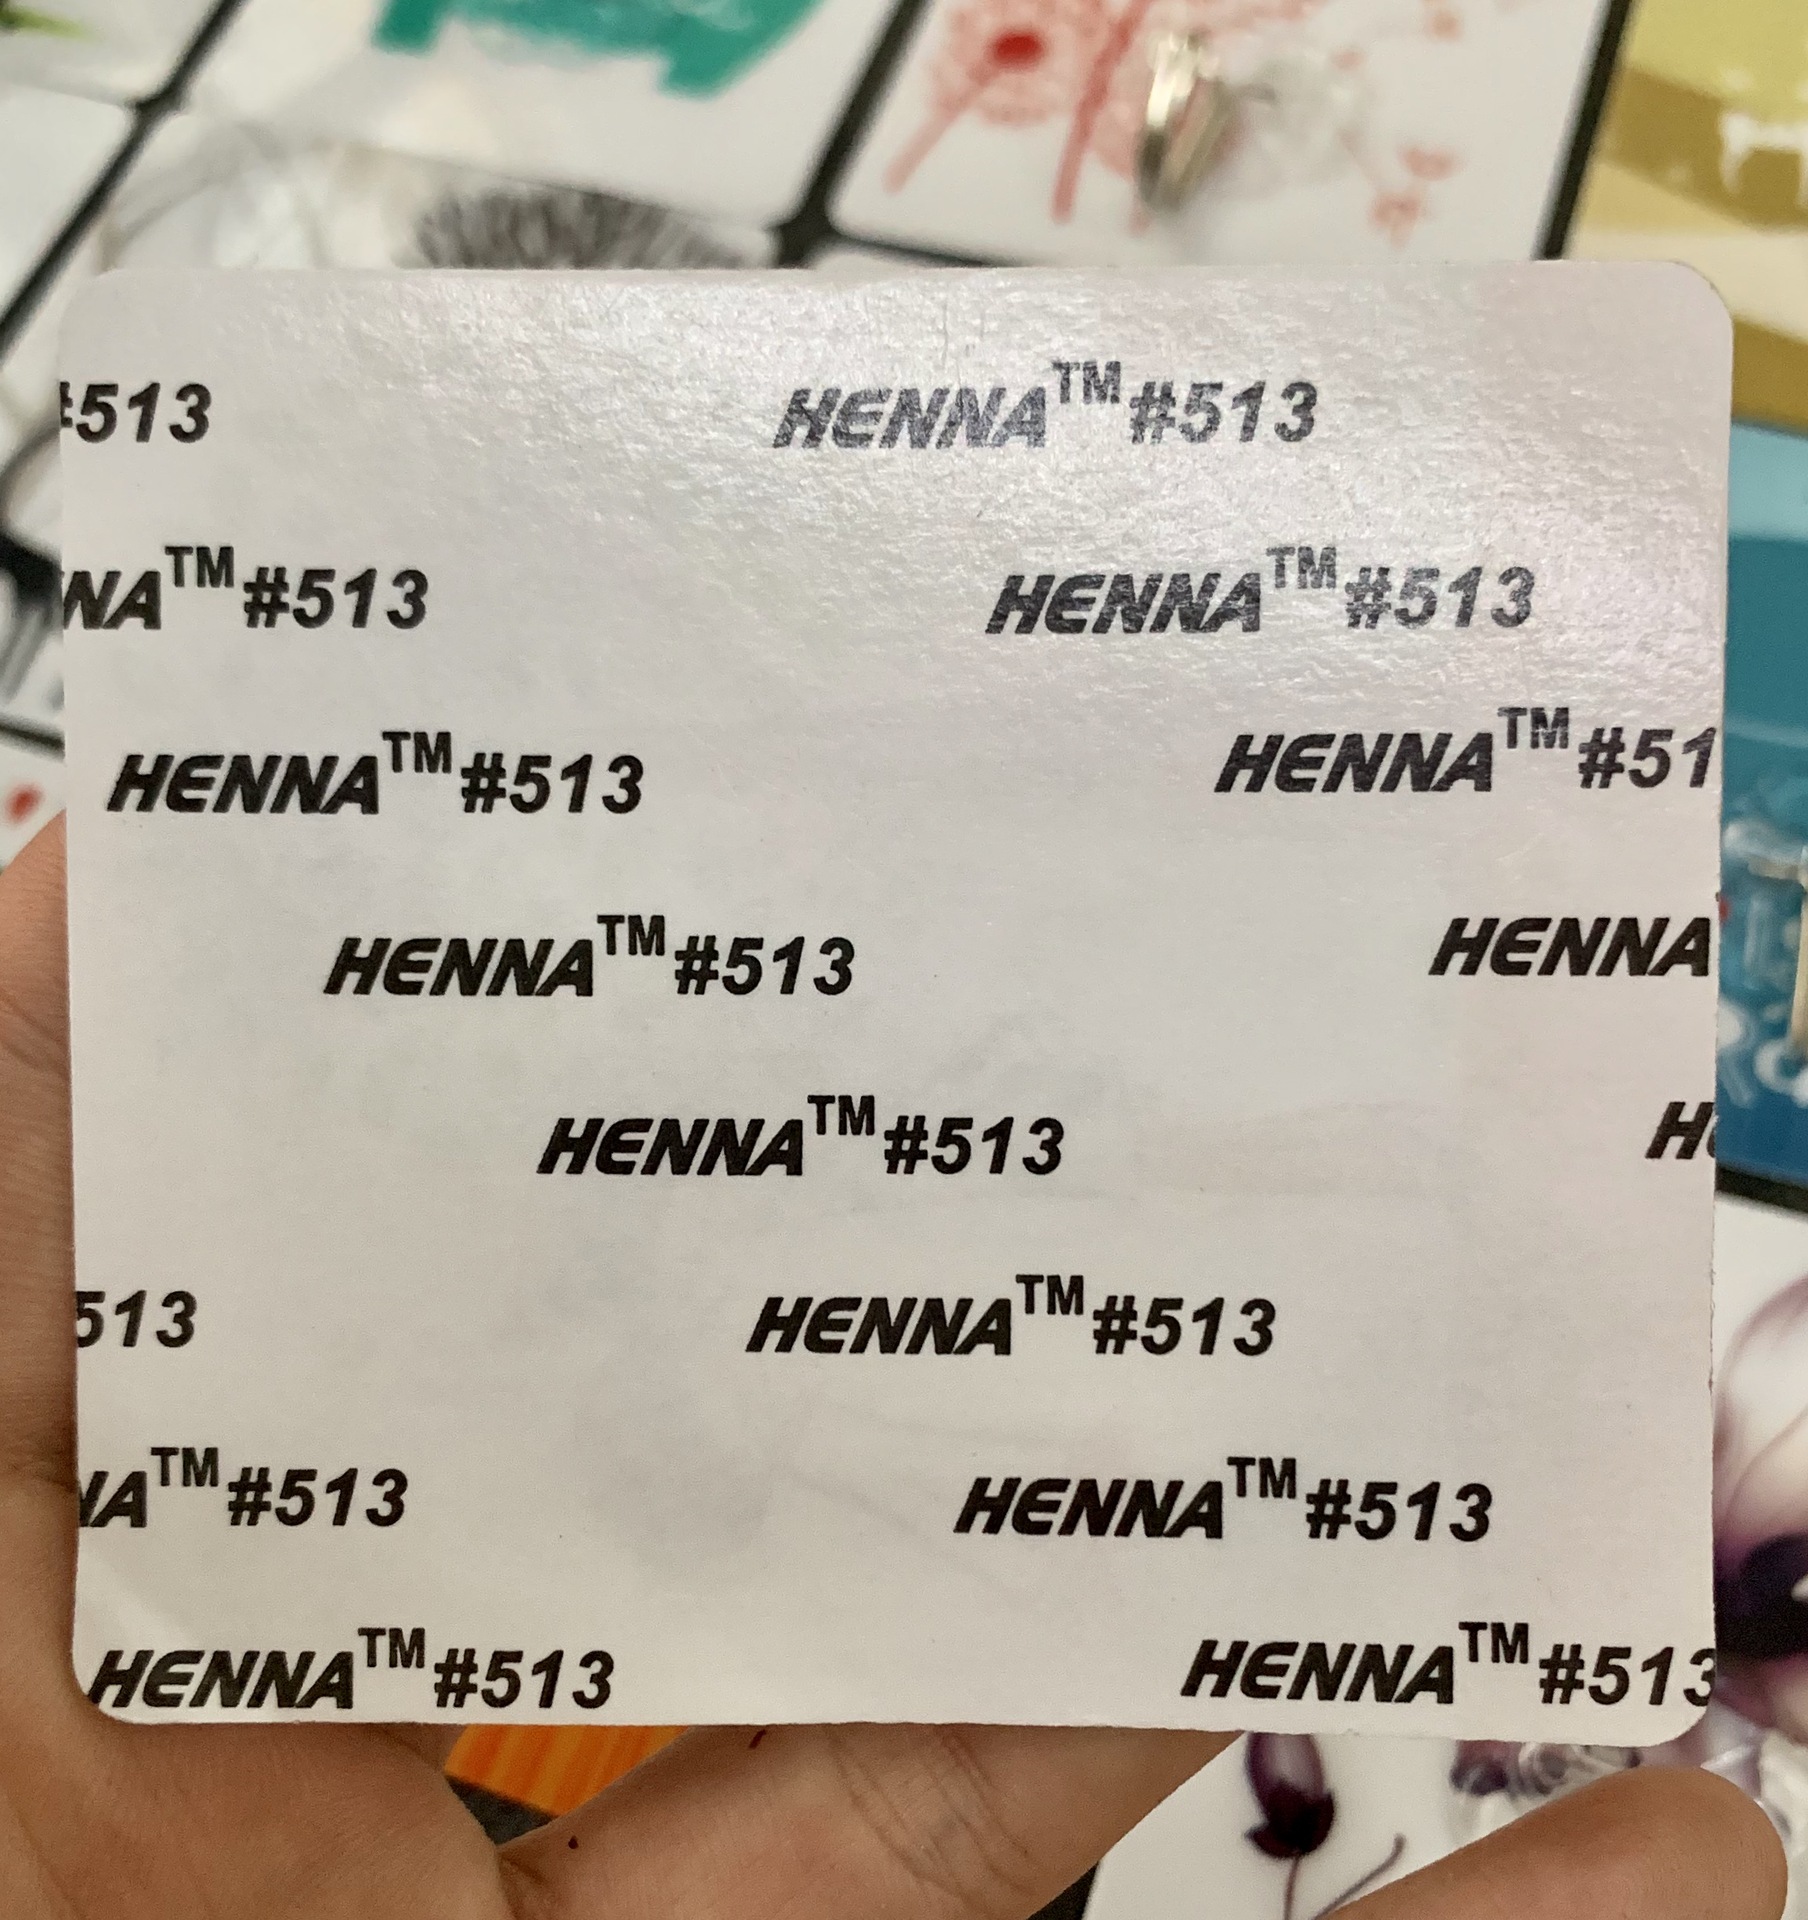 #513 HENNA™#513
NA™#513 HENNA™#513
HENNA™#513 HENNA™#51
HENNA™#513 HENNA
HENNA™#513 HE
513 HENNA™#513
NA™#513 HENNA™#513
HENNA™#513 HENNA™#513